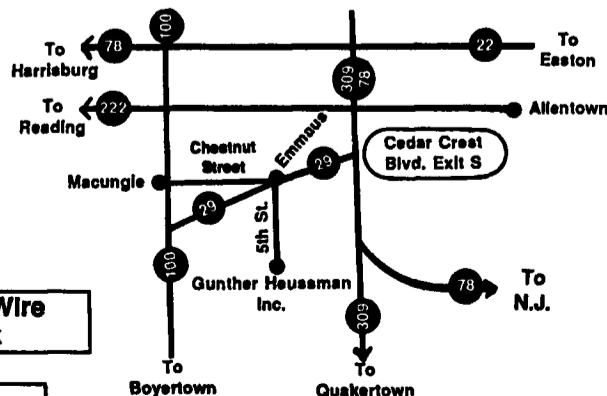 100
To
Harrisburg
78
309
78
22
To
Easton
To
Reading
222
Allentown
Chestnut
Street
Emmaus
Cedar Crest
Blvd. Exit S
Macungie
29
29
5th St.
100
Gunther Heussman
Inc.
78
To
N.J.
Wire
309
To
Boyertown
To
Quakertown